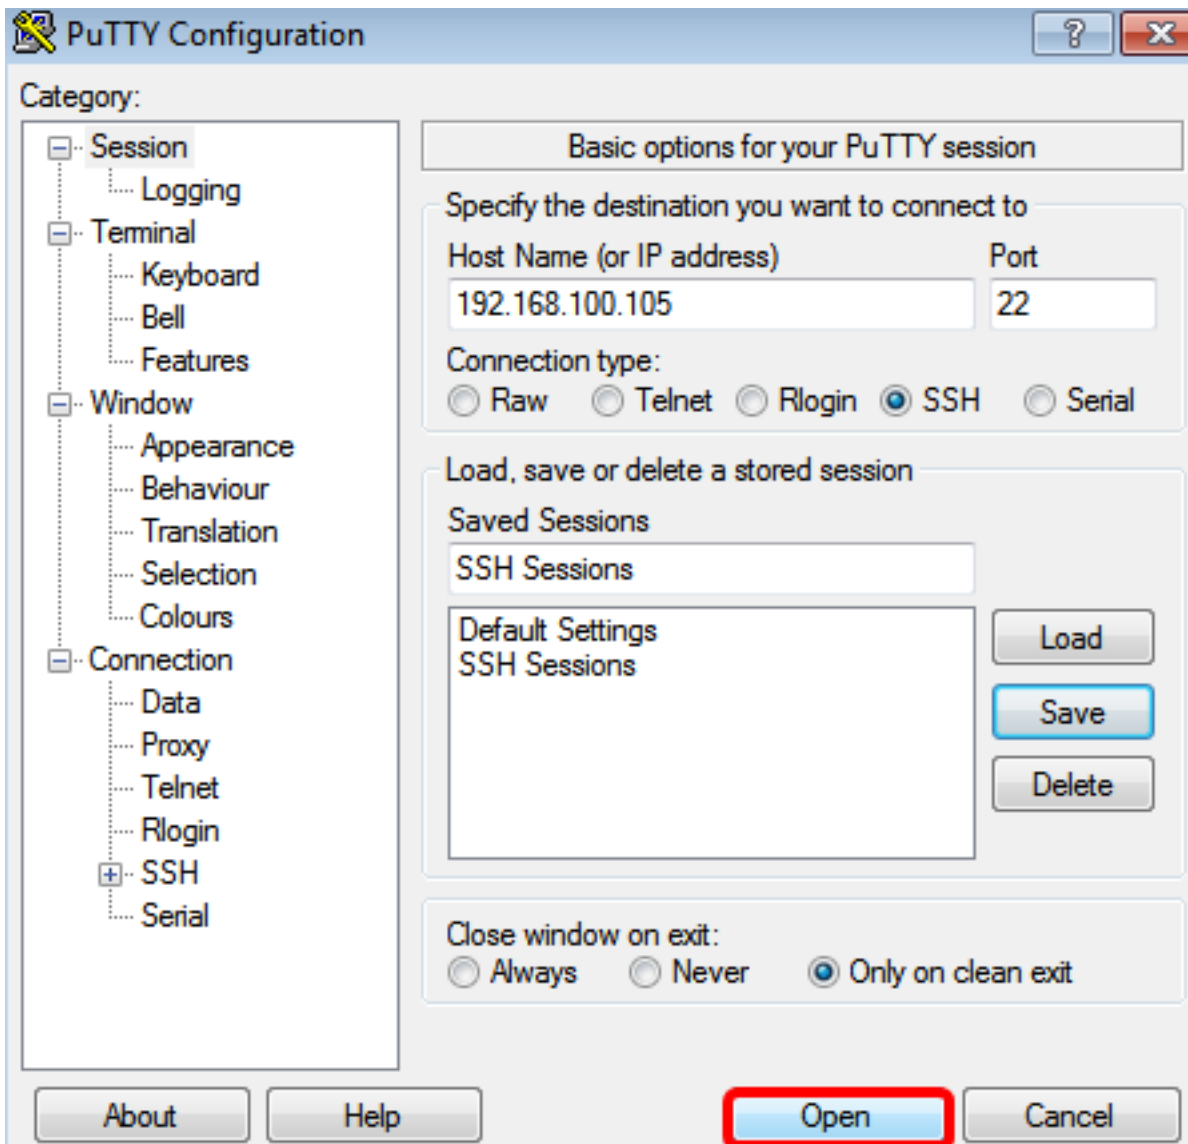 PuTTY Configuration
Category:
Session
Logging
Terminal
Keyboard
Bell
Features
Window
Appearance
Behaviour
Translation
Selection
Colours
Connection
Data
Proxy
Telnet
Rlogin
SSH
Serial
Basic options for your PuTTY session
Specify the destination you want to connect to
Host Name (or IP address) Port
192.168.100.105 22
Connection type:
Raw Telnet Rlogin SSH Serial
Load, save or delete a stored session
Saved Sessions
SSH Sessions
Default Settings
SSH Sessions
Load
Save
Delete
Close window on exit:
Always Never Only on clean exit
About Help Open Cancel